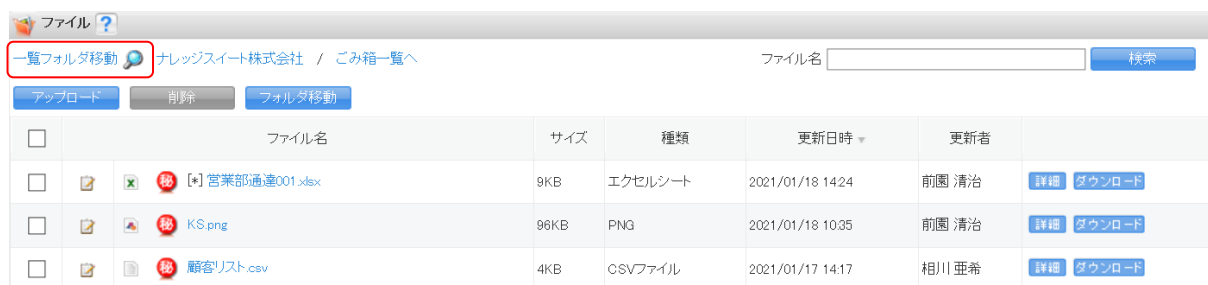 ファイル ?
一覧フォルダ移動 ナレッジスイート株式会社 / ごみ箱一覧へ ファイル名 検索
アップロード 削除 フォルダ移動
ファイル名 サイズ 種類 更新日時 更新者
秘 [*] 営業部通達001.xlsx 9KB エクセルシート 2021/01/18 14:24 前園 清治 詳細 ダウンロード
秘 KS.png 96KB PNG 2021/01/18 10:35 前園 清治 詳細 ダウンロード
秘 顧客リスト.csv 4KB CSVファイル 2021/01/17 14:17 相川 亜希 詳細 ダウンロード